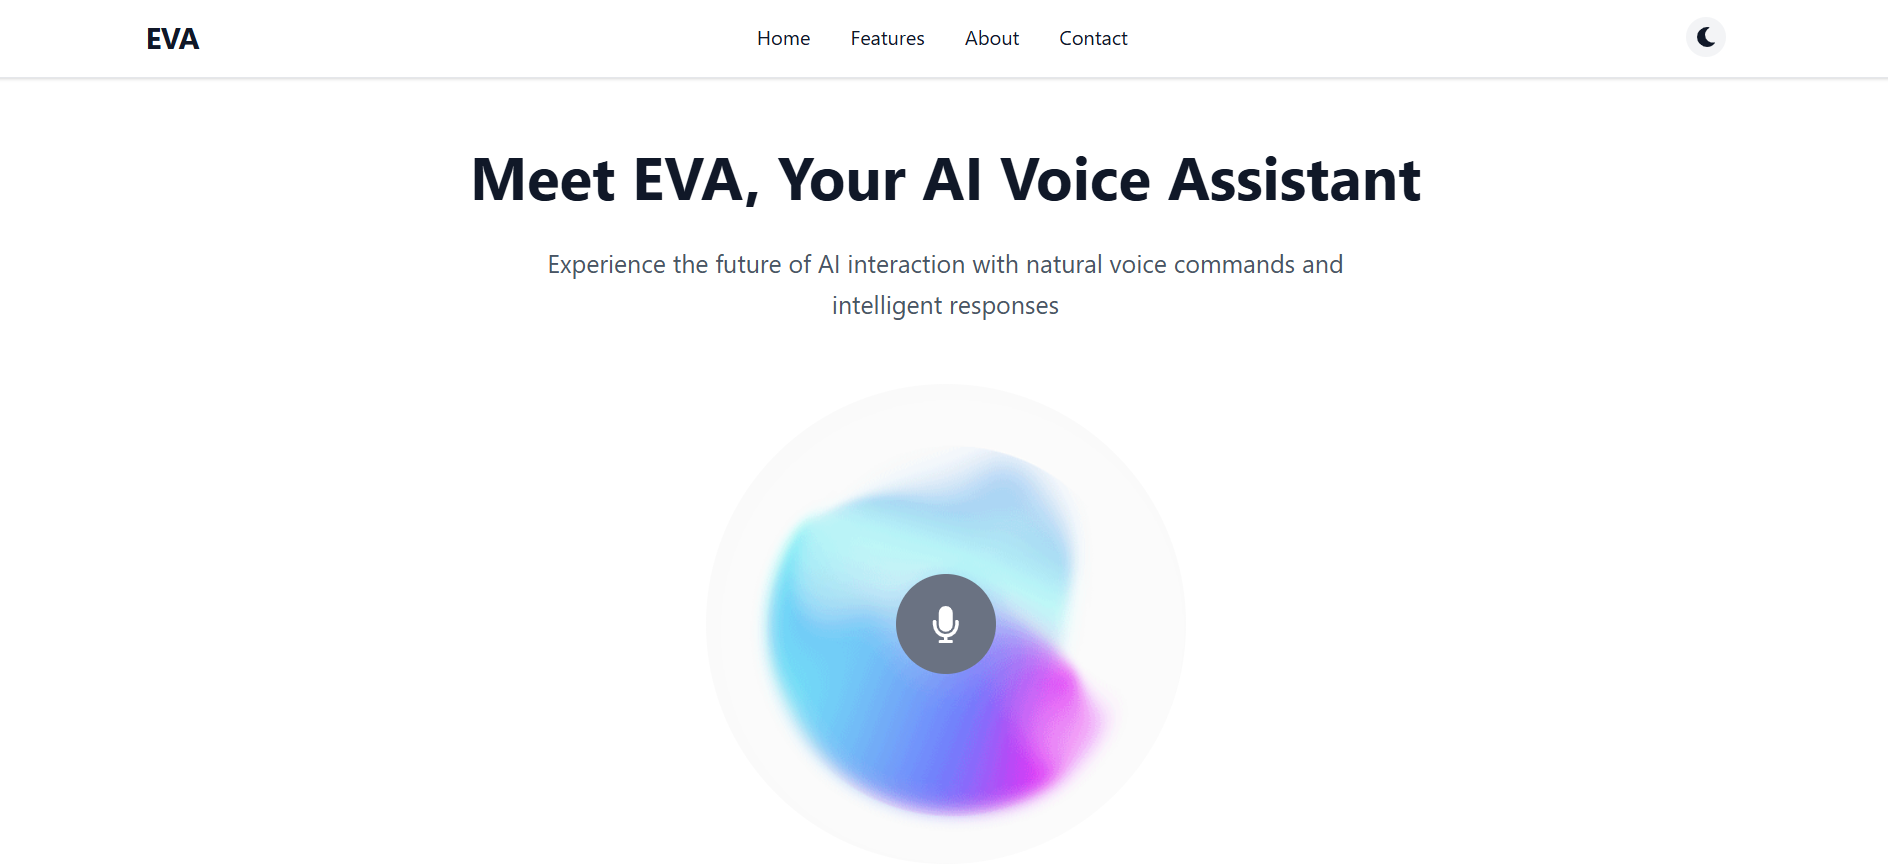 EVA
Home Features About Contact
Meet EVA, Your AI Voice Assistant
Experience the future of AI interaction with natural voice commands and
intelligent responses